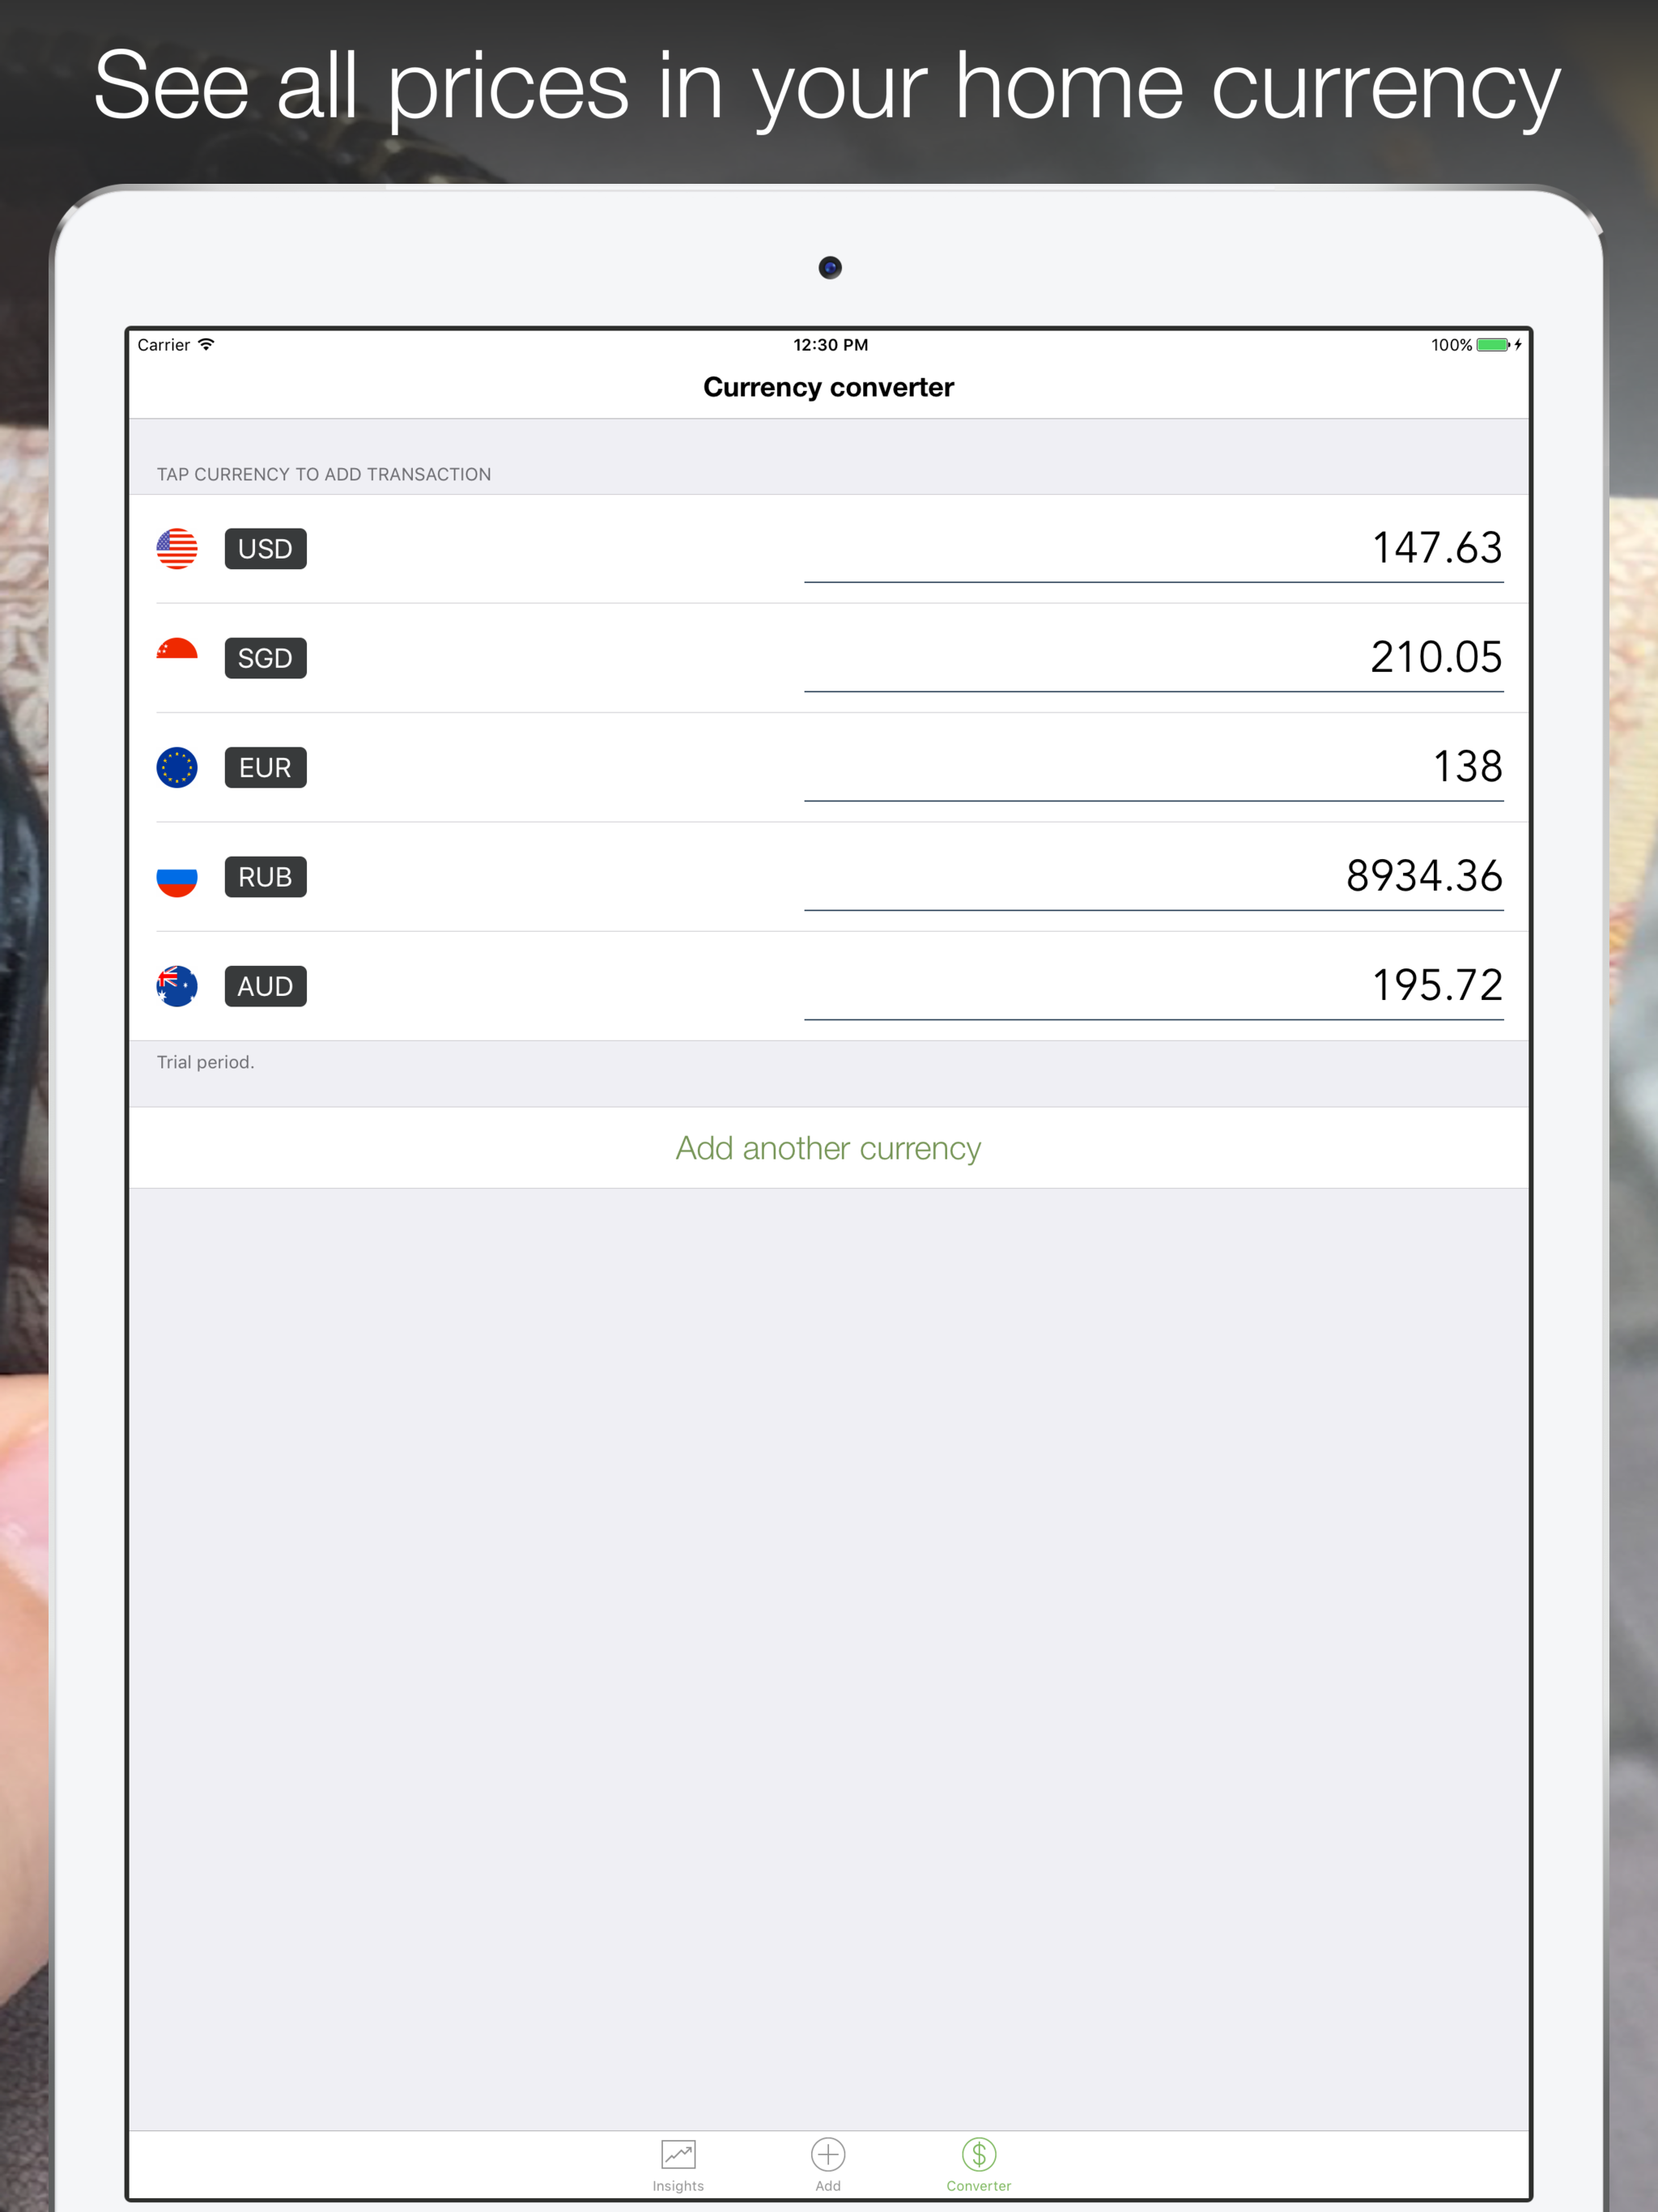 See all prices in your home currency
Carrier 12:30 PM 100%
Currency converter
TAP CURRENCY TO ADD TRANSACTION
USD 147.63
SGD 210.05
EUR 138
RUB 8934.36
AUD 195.72
Trial period.
Add another currency
Insights Add Converter